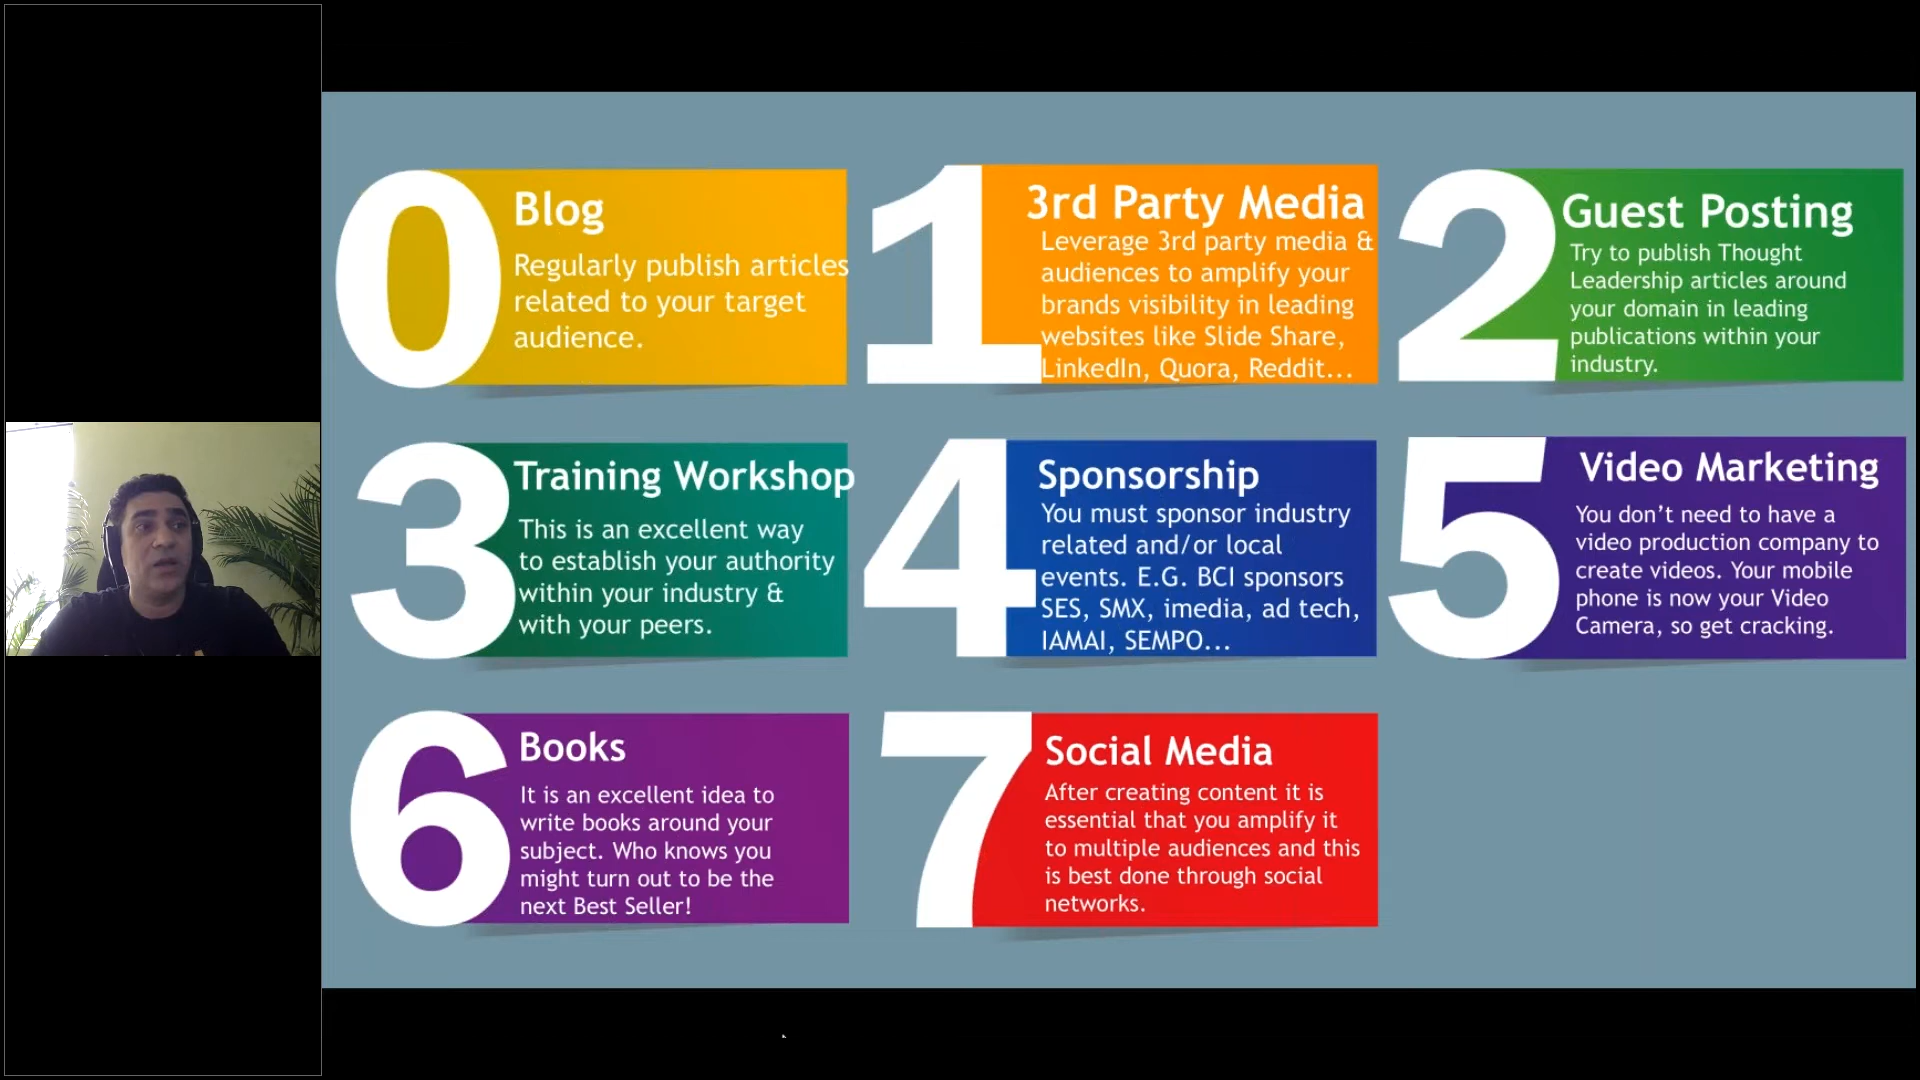 0
Blog
Regularly publish articles
related to your target
audience.
1
3rd Party Media
Leverage 3rd party media &
audiences to amplify your
brands visibility in leading
websites like Slide Share,
LinkedIn, Quora, Reddit...
2
Guest Posting
Try to publish Thought
Leadership articles around
your domain in leading
publications within your
industry.
3
Training Workshop
This is an excellent way
to establish your authority
within your industry &
with your peers.
4
Sponsorship
You must sponsor industry
related and/or local
events. E.G. BCI sponsors
SES, SMX, imedia, ad tech,
IAMAI, SEMPO...
5
Video Marketing
You don’t need to have a
video production company to
create videos. Your mobile
phone is now your Video
Camera, so get cracking.
6
Books
It is an excellent idea to
write books around your
subject. Who knows you
might turn out to be the
next Best Seller!
7
Social Media
After creating content it is
essential that you amplify it
to multiple audiences and this
is best done through social
networks.